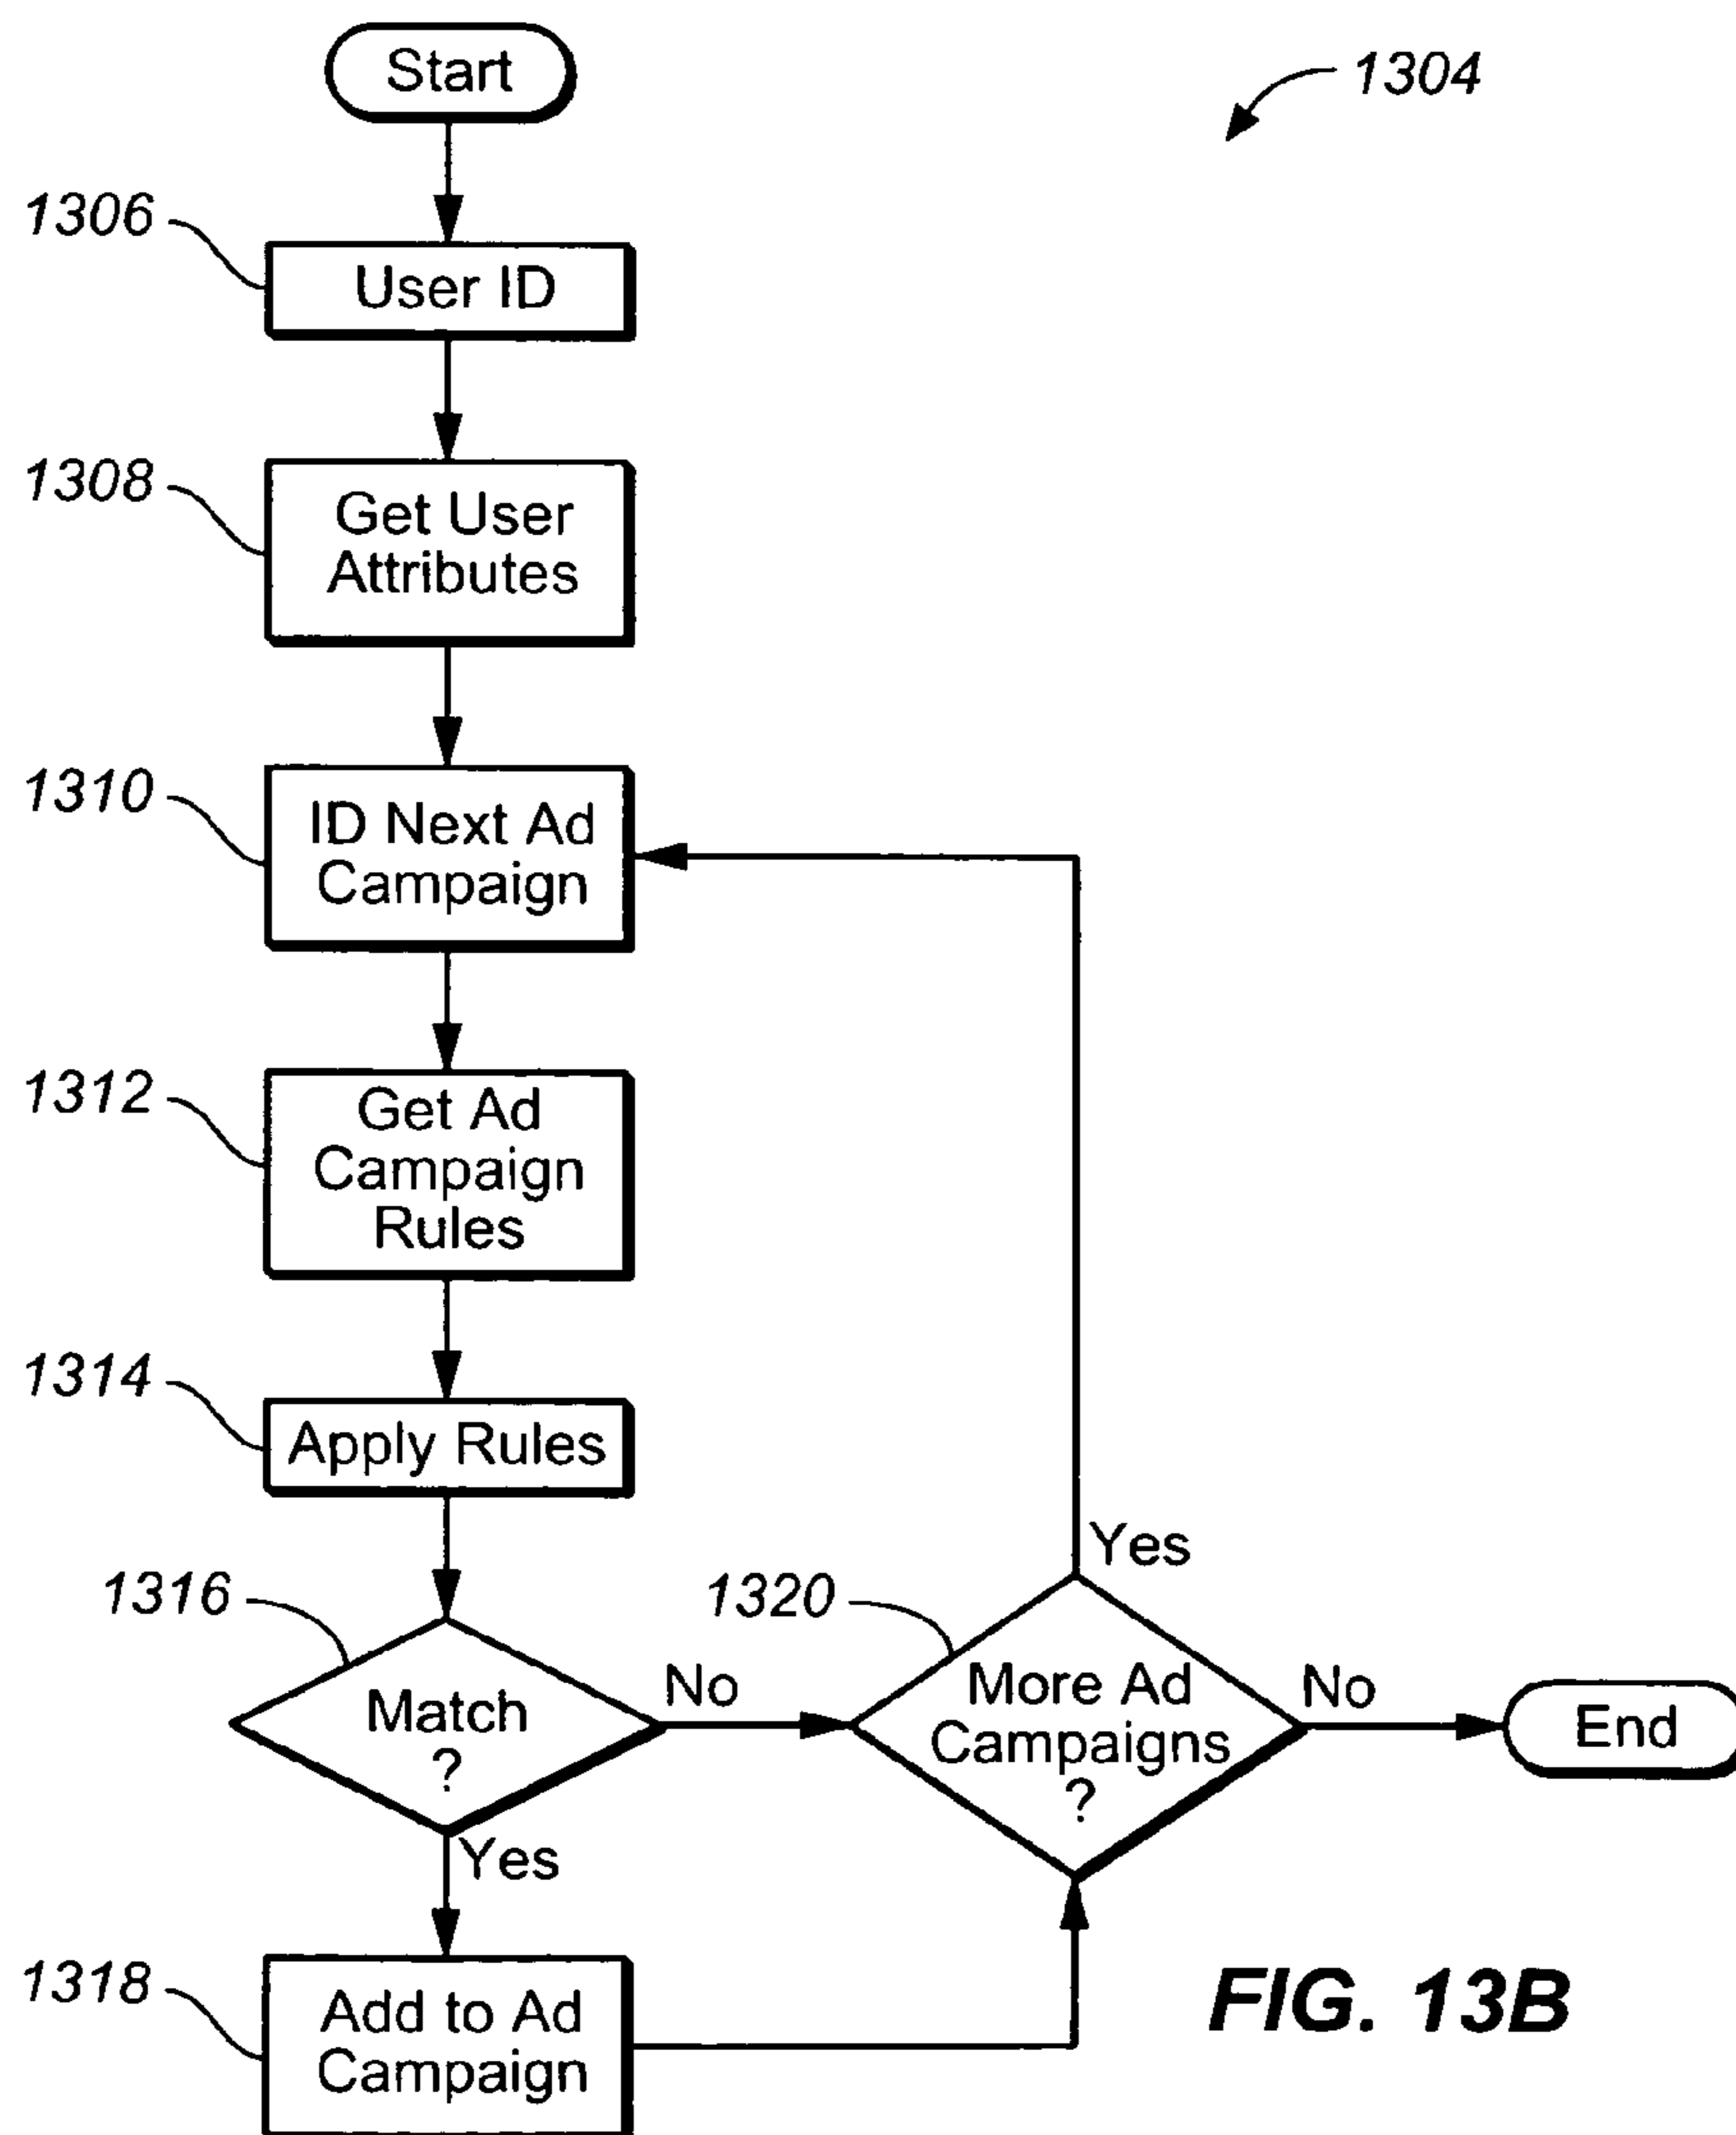 Start
1304
1306
User ID
1308
Get User
Attributes
1310
ID Next Ad
Campaign
1312
Get Ad
Campaign
Rules
1314
Apply Rules
1316
Match
?
No
Yes
1320
More Ad
Campaigns
?
Yes
No
End
1318
Add to Ad
Campaign
FIG. 13B